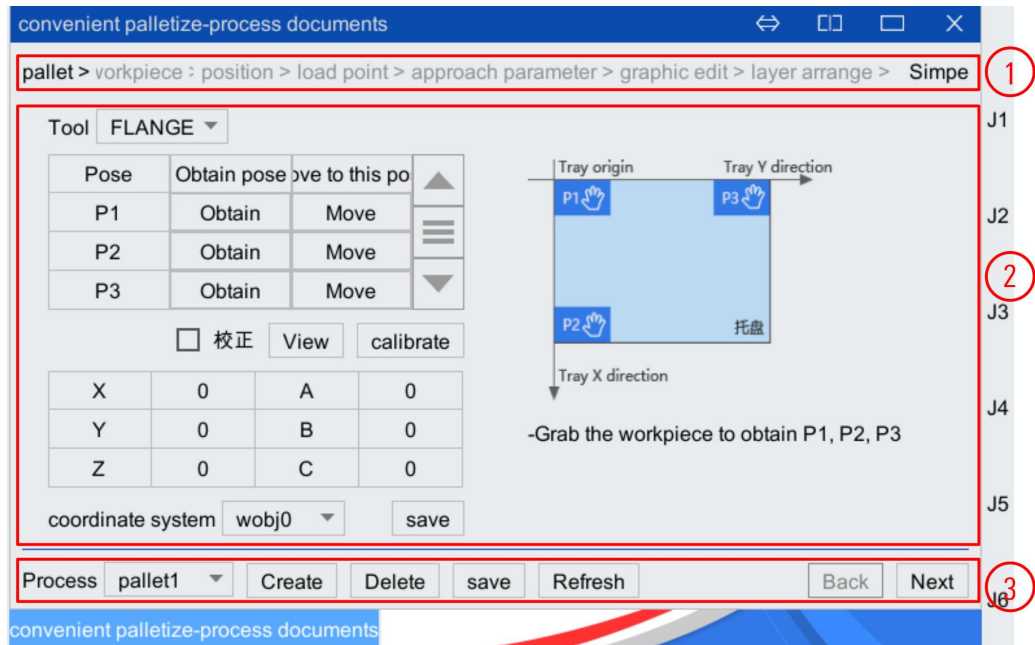 convenient palletize-process documents
pallet > workpiece > position > load point > approach parameter > graphic edit > layer arrange > Simpe
1
Tool FLANGE
J1
Pose Obtain pose ove to this po
P1 Obtain Move
P2 Obtain Move
P3 Obtain Move
校正 View calibrate
X 0 A 0
Y 0 B 0
Z 0 C 0
coordinate system wobj0 save
Tray origin Tray Y direction
P1 P3
P2 托盘
Tray X direction
-Grab the workpiece to obtain P1, P2, P3
J2
2
J3
J4
J5
Process pallet1 Create Delete save Refresh Back Next
3
J6
convenient palletize-process documents